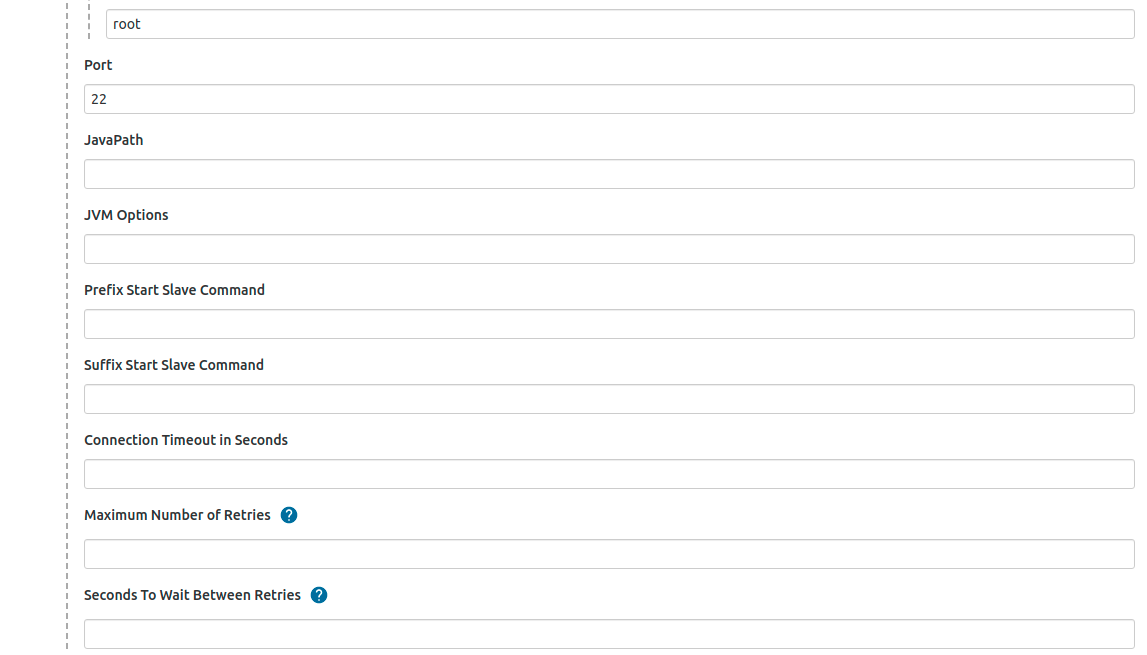 root
Port
22
JavaPath
JVM Options
Prefix Start Slave Command
Suffix Start Slave Command
Connection Timeout in Seconds
Maximum Number of Retries ?
Seconds To Wait Between Retries ?